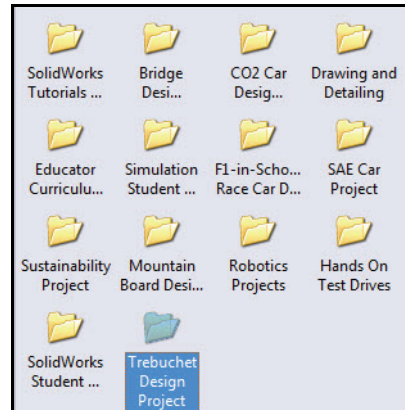 SolidWorks
Tutorials ...
Bridge
Desi...
CO2 Car
Desig...
Drawing and
Detailing
Educator
Curriculu...
Simulation
Student ...
F1-in-Scho...
Race Car D...
SAE Car
Project
Sustainability
Project
Mountain
Board Desi...
Robotics
Projects
Hands On
Test Drives
SolidWorks
Student ...
Trebuchet
Design
Project